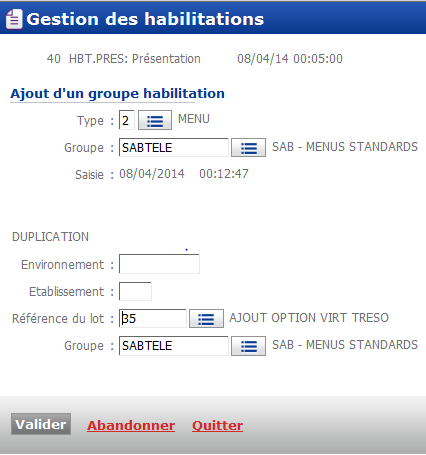 Gestion des habilitations
40 HBT.PRES: Présentation 08/04/14 00:05:00
Ajout d'un groupe habilitation
Type : 2 MENU
Groupe : SABTELE SAB - MENUS STANDARDS
Saisie : 08/04/2014 00:12:47
DUPLICATION
Environnement :
Etablissement :
Référence du lot : 35 AJOUT OPTION VIRT TRESO
Groupe : SABTELE SAB - MENUS STANDARDS
Valider Abandonner Quitter